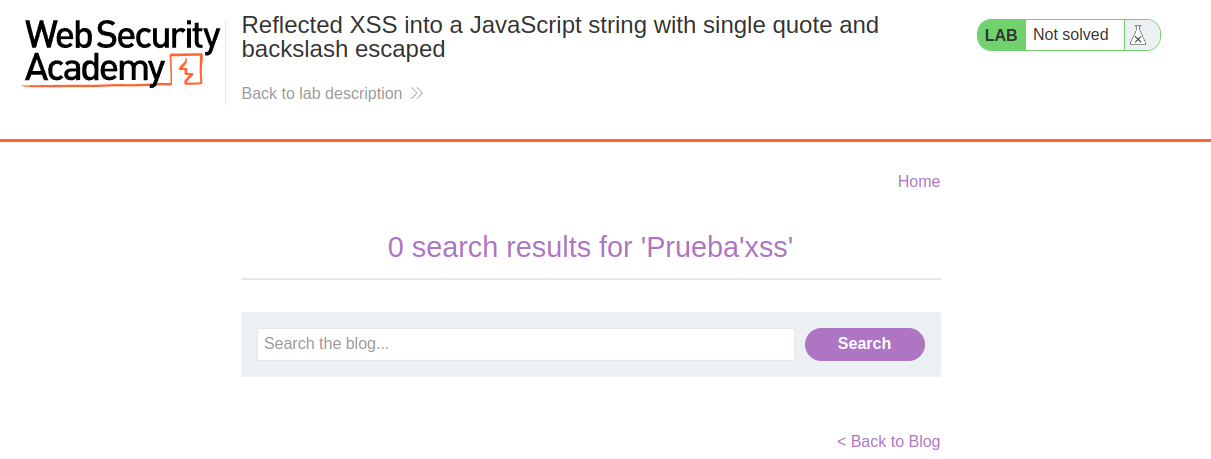 Web Security
Academy
Reflected XSS into a JavaScript string with single quote and
backslash escaped
Back to lab description
LAB Not solved
Home
0 search results for 'Prueba'xss'
Search the blog...
Search
< Back to Blog